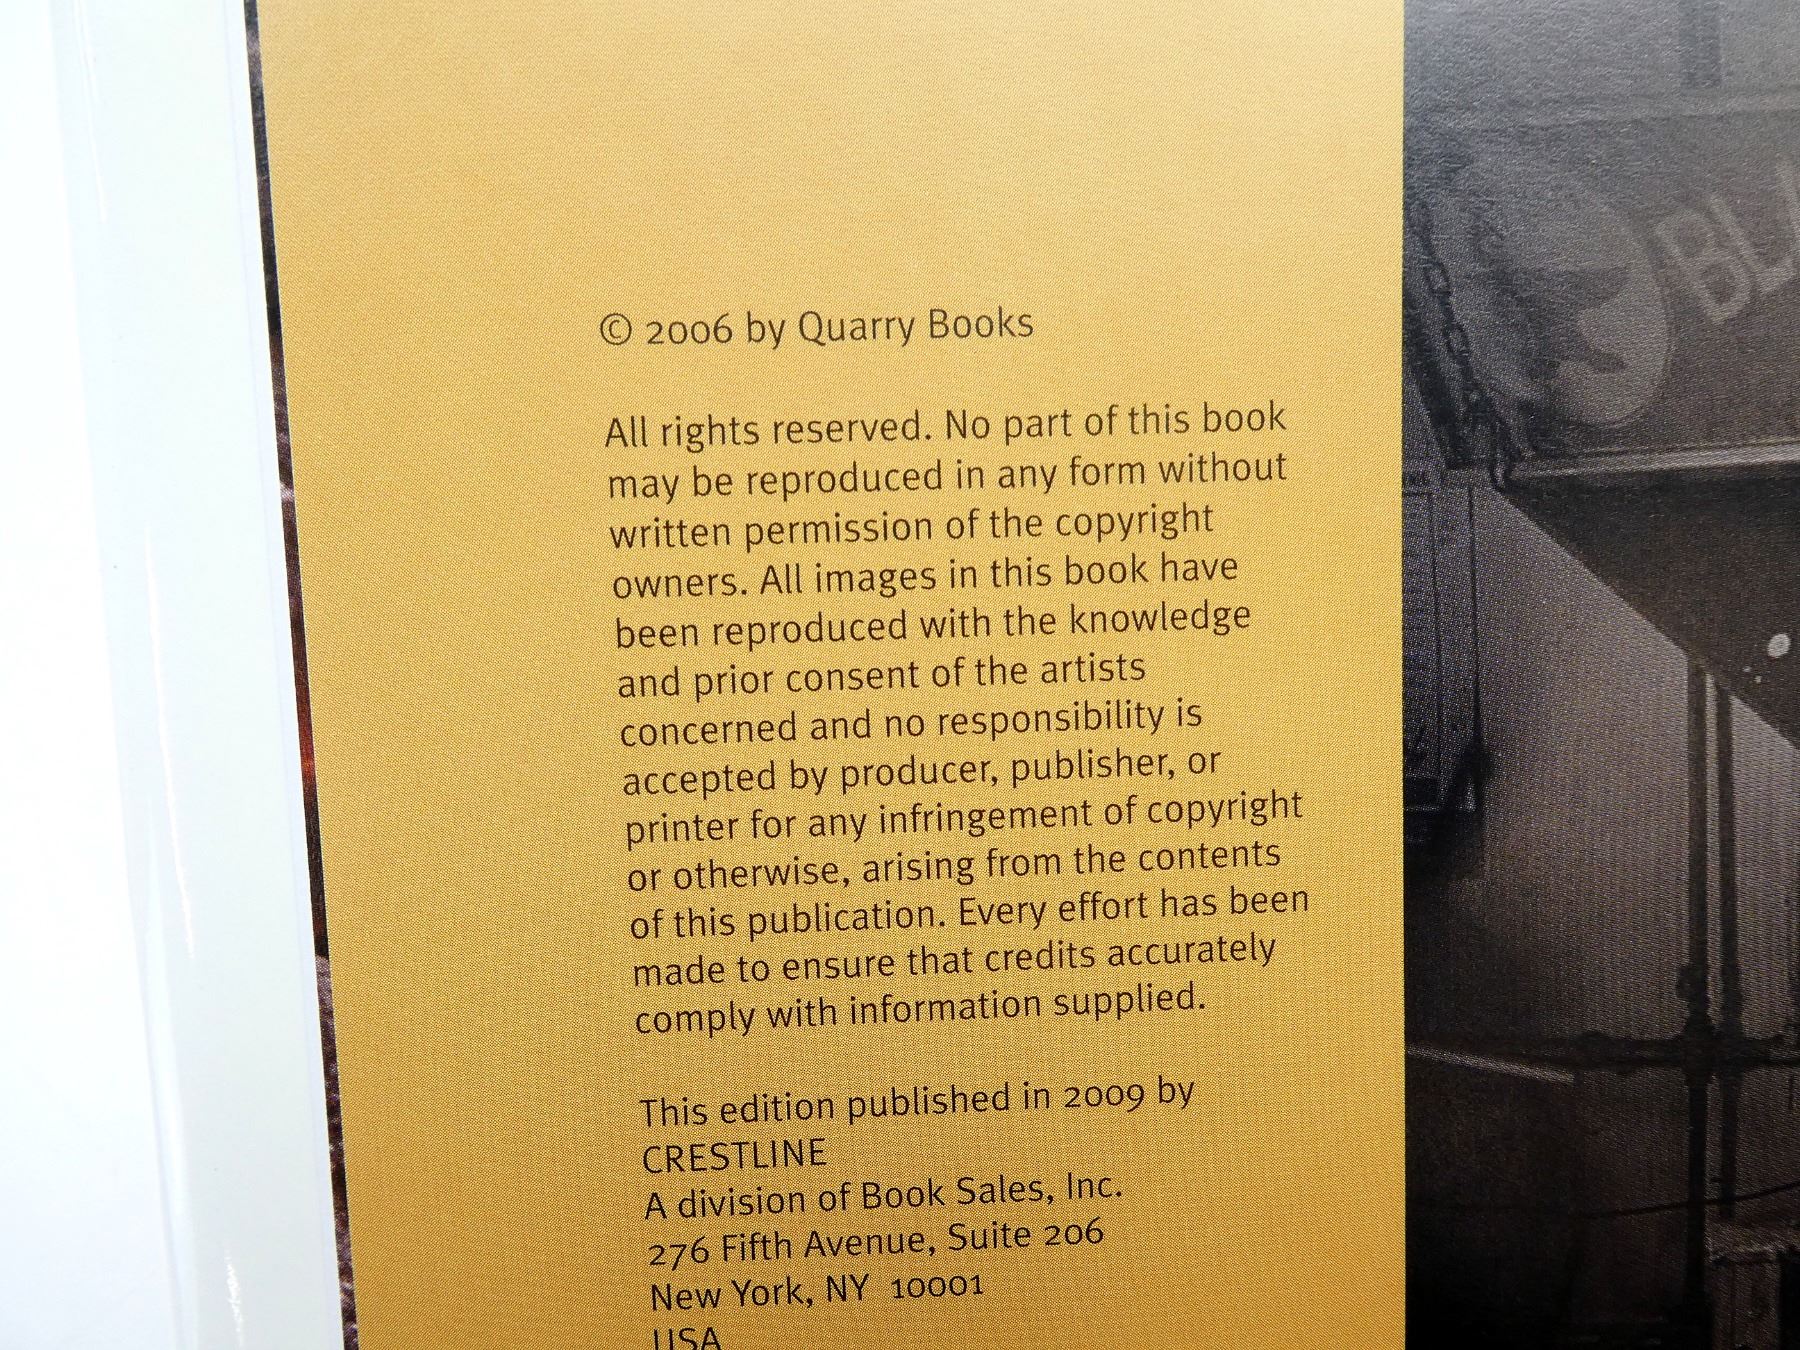 © 2006 by Quarry Books
All rights reserved. No part of this book
may be reproduced in any form without
written permission of the copyright
owners. All images in this book have
been reproduced with the knowledge
and prior consent of the artists
concerned and no responsibility is
accepted by producer, publisher, or
printer for any infringement of copyright
or otherwise, arising from the contents
of this publication. Every effort has been
made to ensure that credits accurately
comply with information supplied.
This edition published in 2009 by
CRESTLINE
A division of Book Sales, Inc.
276 Fifth Avenue, Suite 206
New York, NY 10001
USA